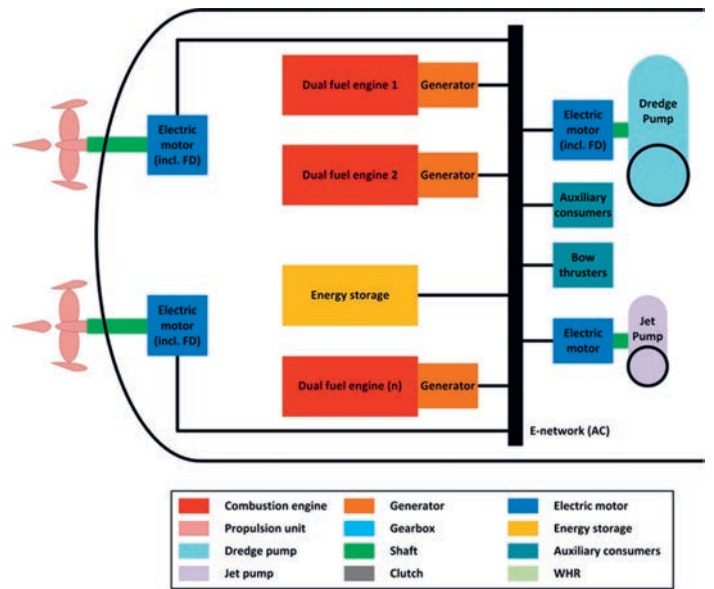 Dual fuel engine 1
Generator
Electric
motor
(incl. FD)
Electric
motor
(incl. FD)
Dredge
Pump
Dual fuel engine 2
Generator
Auxiliary
consumers
Bow
thrusters
Energy storage
Electric
motor
(incl. FD)
Electric
motor
Jet
Pump
Dual fuel engine (n)
Generator
E-network (AC)
Combustion engine
Generator
Electric motor
Propulsion unit
Gearbox
Energy storage
Dredge pump
Shaft
Auxiliary consumers
Jet pump
Clutch
WHR